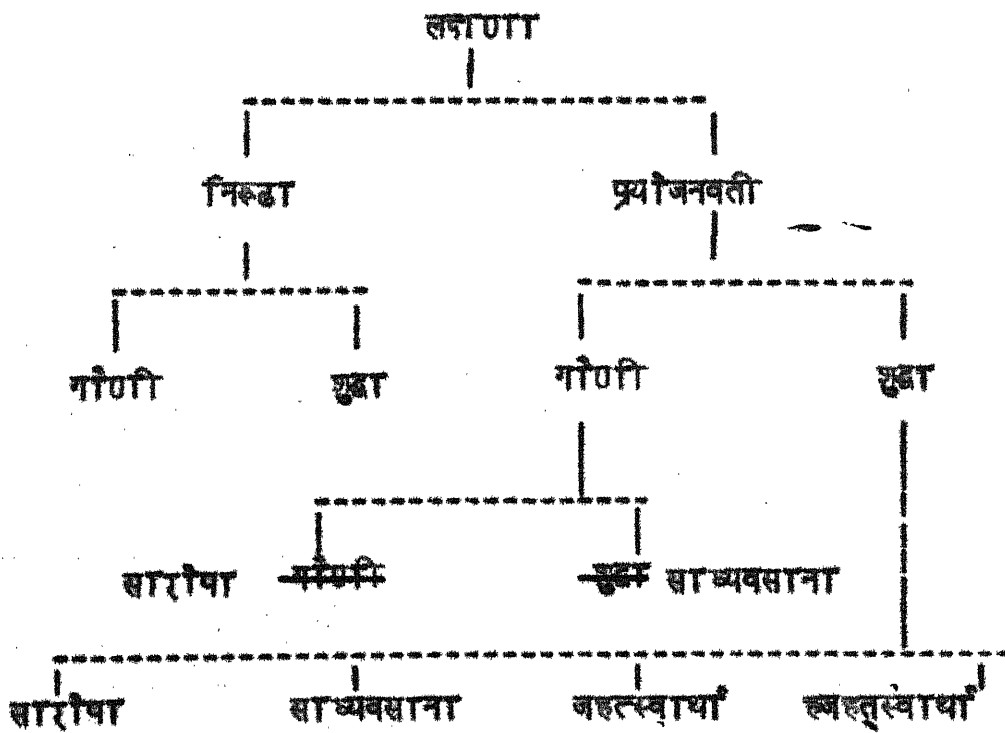 लक्षणा
निरूढा प्रयोजनवती
गौणी शुद्धा गौणी शुद्धा
सारोपा गौणी शुद्धा साध्यवसाना
सारोपा साध्यवसाना जहत्स्वार्था अजहत्स्वार्था